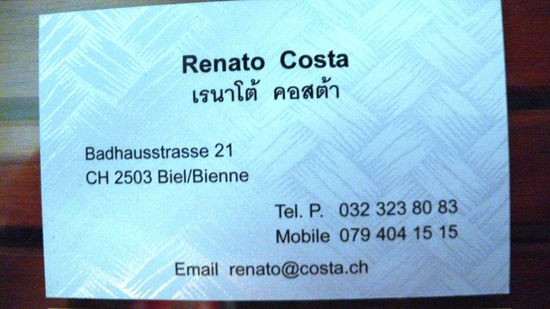 Renato Costa
เรนาโต้ คอสต้า
Badhausstrasse 21
CH 2503 Biel/Bienne
Tel. P. 032 323 80 83
Mobile 079 404 15 15
Email renato@costa.ch